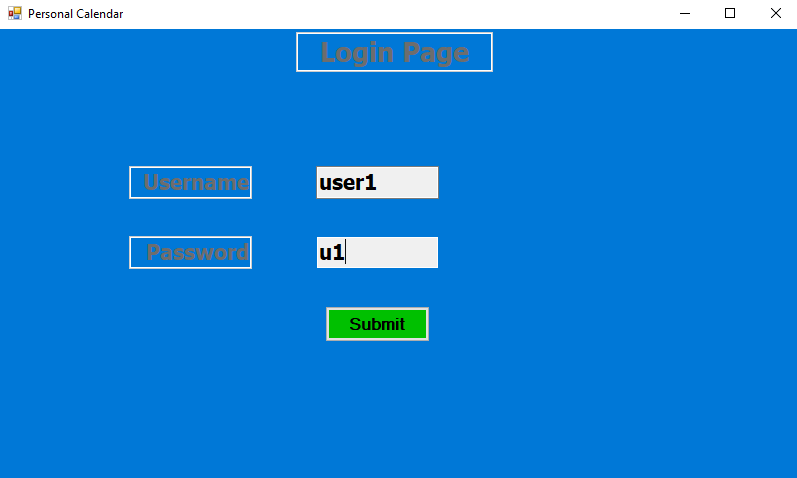 Personal Calendar
Login Page
Username
user1
Password
u1
Submit